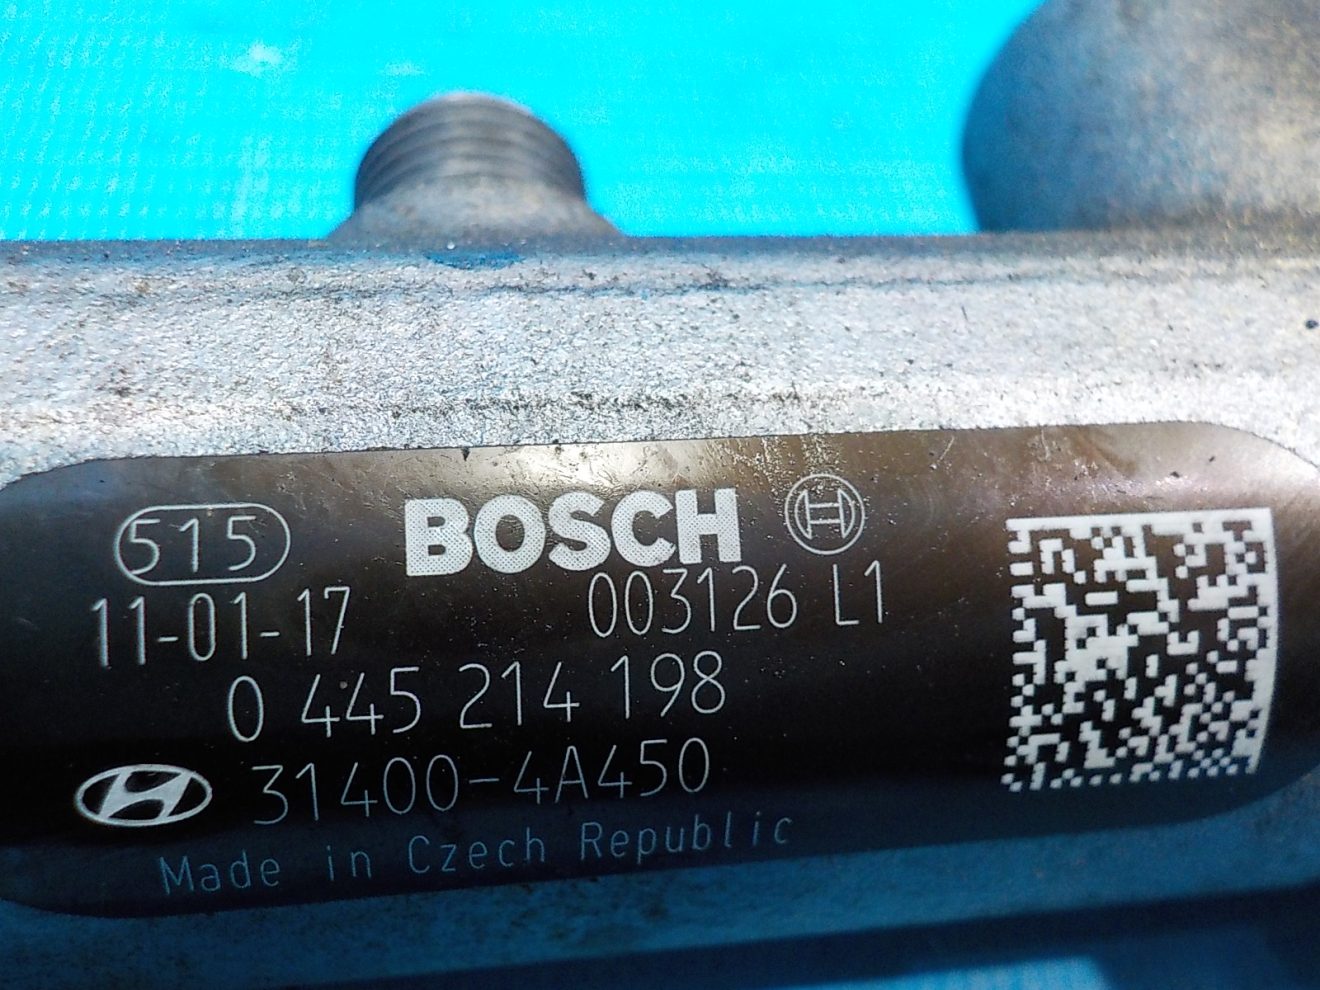 515 BOSCH
11-01-17 003126 L1
0 445 214 198
31400-4A450
Made in Czech Republic